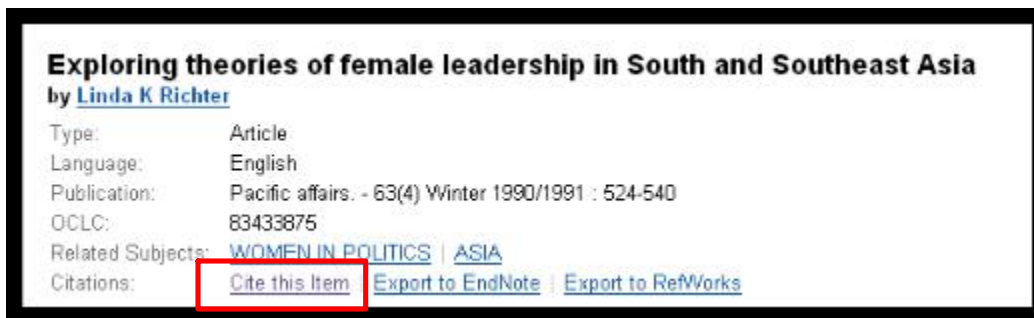 Exploring theories of female leadership in South and Southeast Asia
by Linda K Richter
Type: Article
Language: English
Publication: Pacific affairs. - 63(4) Winter 1990/1991 : 524-540
OCLC: 83433875
Related Subjects: WOMEN IN POLITICS | ASIA
Citations: Cite this Item | Export to EndNote | Export to RefWorks